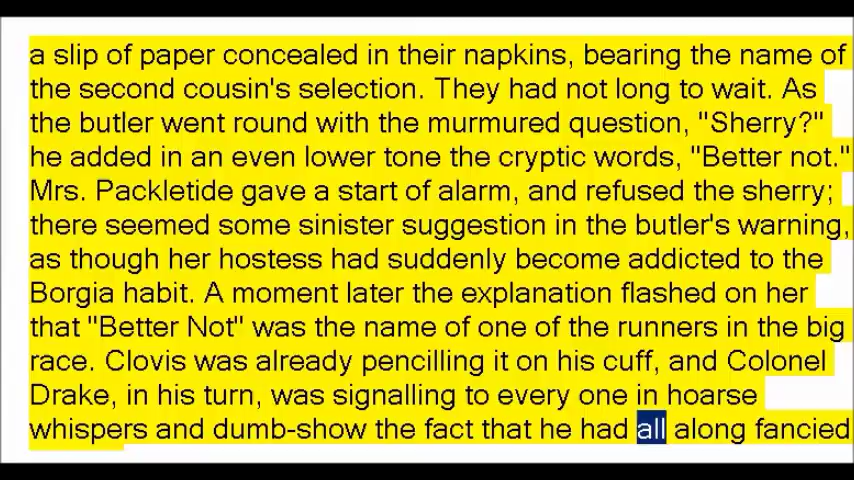 a slip of paper concealed in their napkins, bearing the name of
the second cousin's selection. They had not long to wait. As
the butler went round with the murmured question, "Sherry?"
he added in an even lower tone the cryptic words, "Better not."
Mrs. Packletide gave a start of alarm, and refused the sherry;
there seemed some sinister suggestion in the butler's warning,
as though her hostess had suddenly become addicted to the
Borgia habit. A moment later the explanation flashed on her
that "Better Not" was the name of one of the runners in the big
race. Clovis was already pencilling it on his cuff, and Colonel
Drake, in his turn, was signalling to every one in hoarse
whispers and dumb-show the fact that he had all along fancied